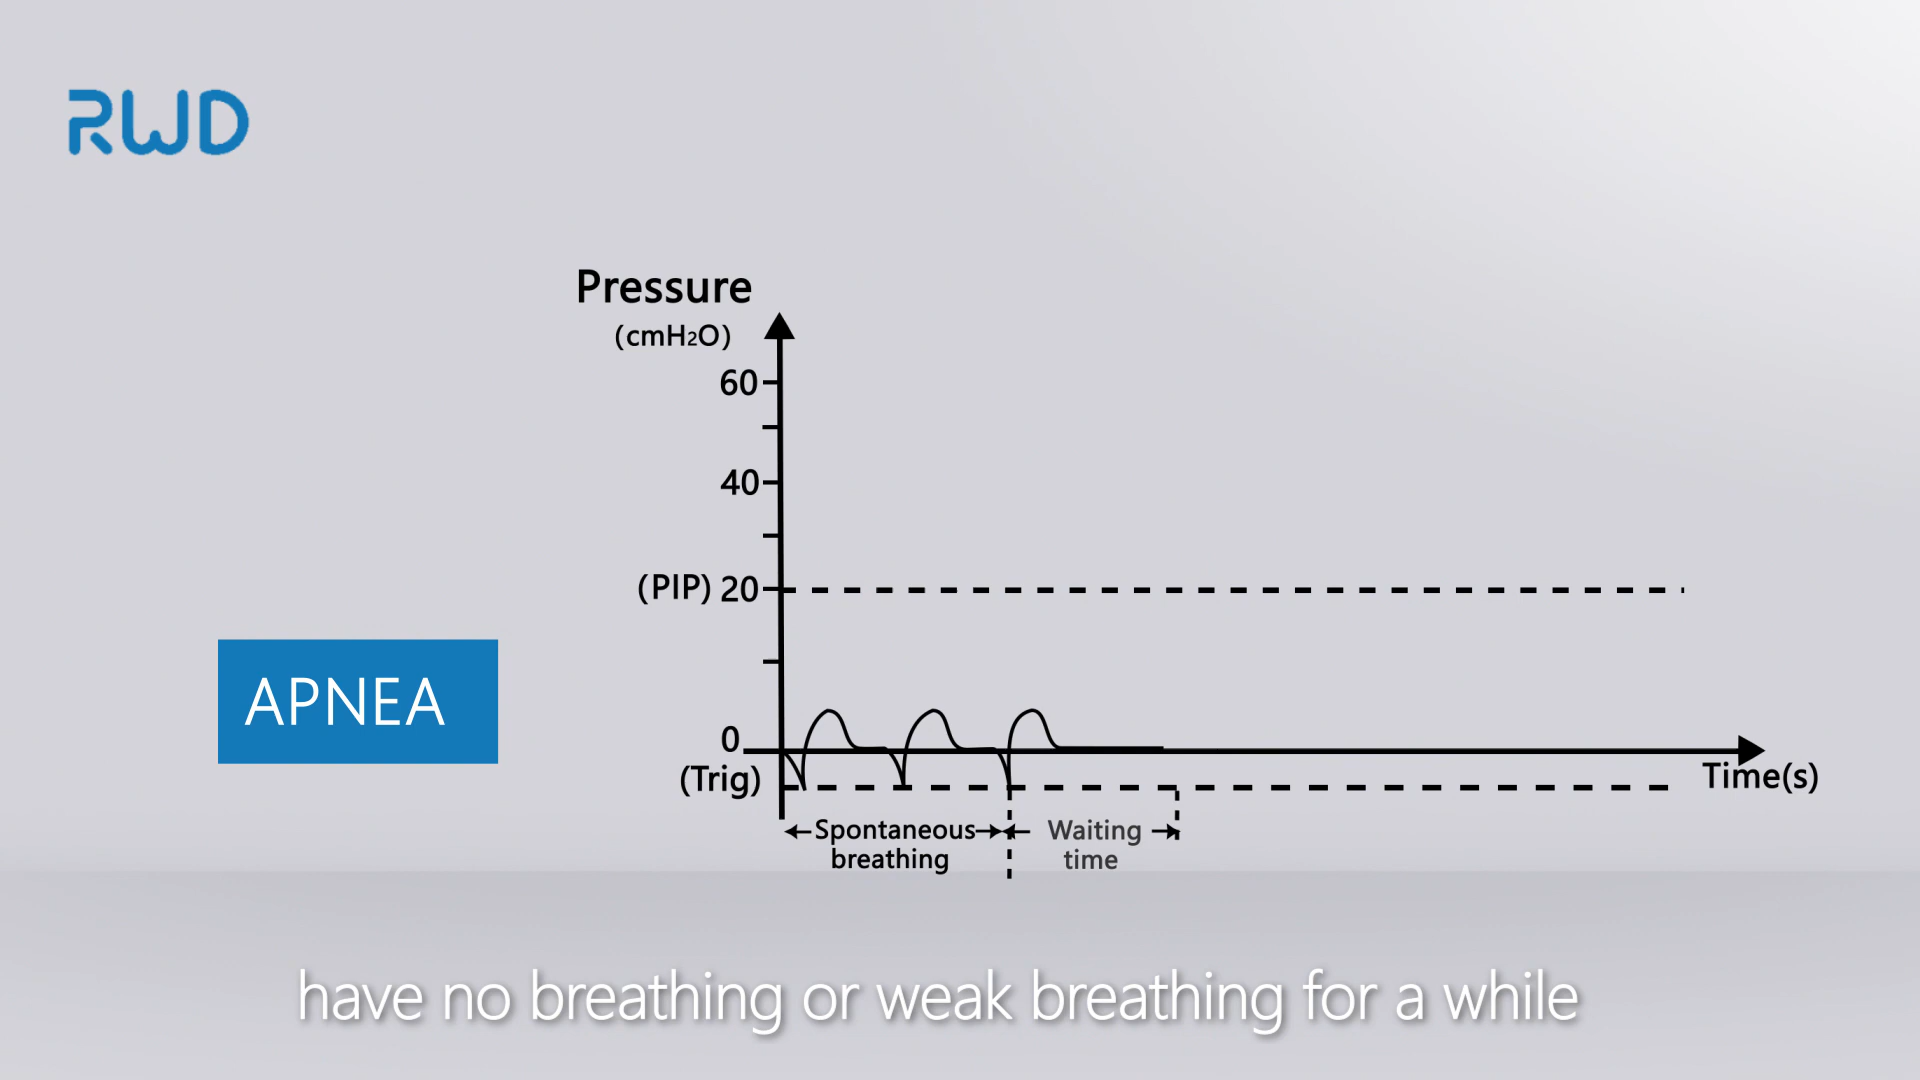 RWD
Pressure
(cmH₂O)
60
40
(PIP) 20
APNEA
0
(Trig)
Time(s)
Spontaneous
breathing
Waiting
time
have no breathing or weak breathing for a while